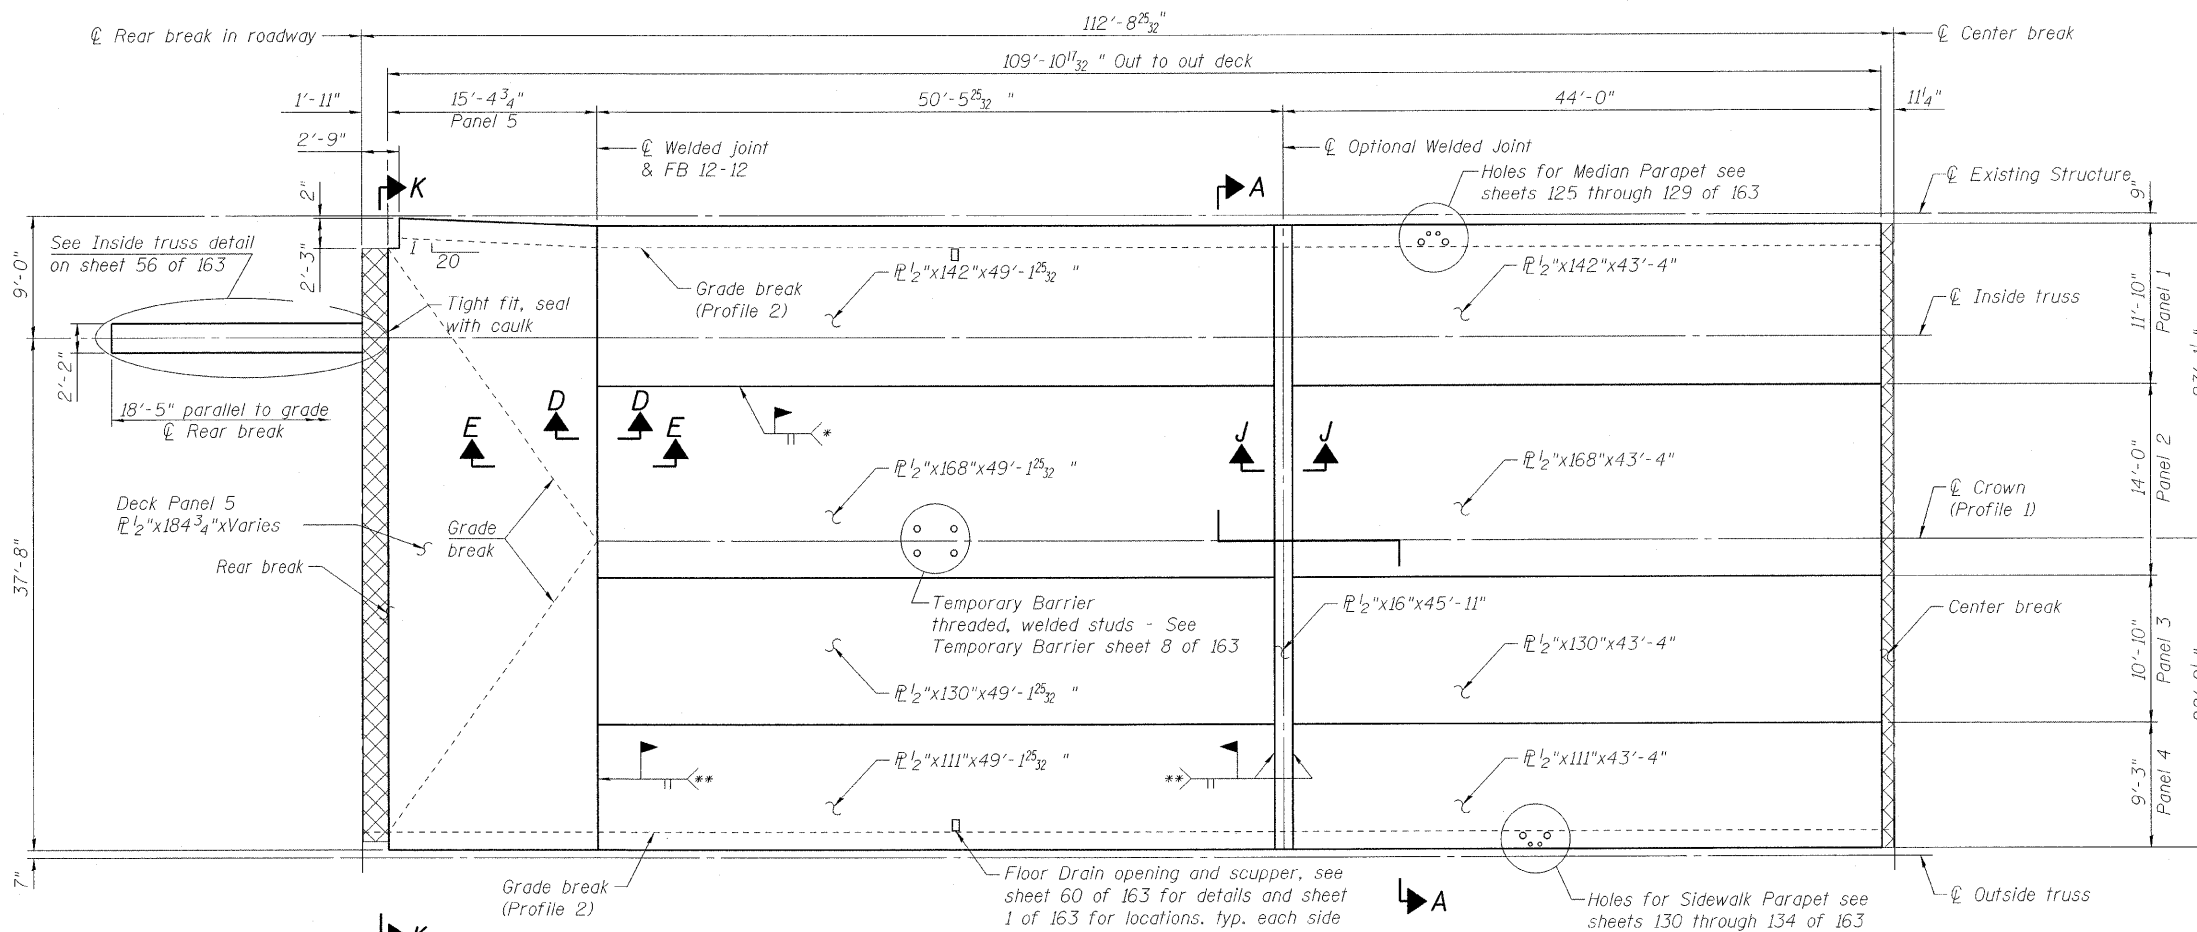 112'-8 25/32"
℄ Rear break in roadway
℄ Center break
109'-10 17/32 " Out to out deck
1'-11"
15'-4 3/4"
Panel 5
50'-5 25/32 "
44'-0"
11 1/4"
2'-9"
℄ Welded joint
& FB 12-12
℄ Optional Welded Joint
Holes for Median Parapet see
sheets 125 through 129 of 163
℄ Existing Structure
9"
K
A
2"
2'-3"
9'-0"
See Inside truss detail
on sheet 56 of 163
1
20
Tight fit, seal
with caulk
Grade break
(Profile 2)
℄ Inside truss
11'-10"
Panel 1
PL 1/2"x142"x49'-1 25/32 "
PL 1/2"x142"x43'-4"
2'-2"
18'-5" parallel to grade
℄ Rear break
D
D
E
E
*
J
J
PL 1/2"x168"x49'-1 25/32 "
PL 1/2"x168"x43'-4"
14'-0"
Panel 2
℄ Crown
(Profile 1)
Deck Panel 5
PL 1/2"x184 3/4"xVaries
Grade
break
Rear break
37'-8"
Temporary Barrier
threaded, welded studs - See
Temporary Barrier sheet 8 of 163
PL 1/2"x16"x45'-11"
Center break
PL 1/2"x130"x49'-1 25/32 "
PL 1/2"x130"x43'-4"
10'-10"
Panel 3
PL 1/2"x111"x49'-1 25/32 "
PL 1/2"x111"x43'-4"
**
**
9'-3"
Panel 4
7"
Grade break
(Profile 2)
Floor Drain opening and scupper, see
sheet 60 of 163 for details and sheet
1 of 163 for locations. typ. each side
A
Holes for Sidewalk Parapet see
sheets 130 through 134 of 163
℄ Outside truss
K